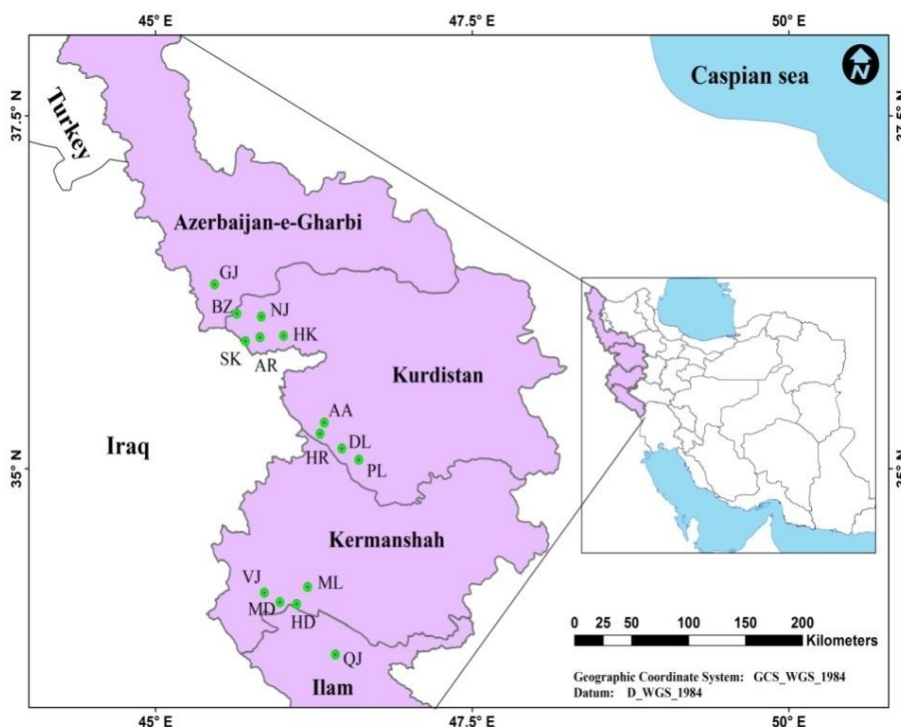 45° E
47.5° E
50° E
Caspian sea
N
37.5° N
37.5° N
Turkey
Azerbaijan-e-Gharbi
GJ
BZ
NJ
HK
SK
AR
Kurdistan
AA
Iraq
HR
DL
PL
35° N
35° N
Kermanshah
VJ
ML
MD
HD
QJ
Ilam
0 25 50 100 150 200
Kilometers
Geographic Coordinate System: GCS_WGS_1984
Datum: D_WGS_1984
45° E
47.5° E
50° E